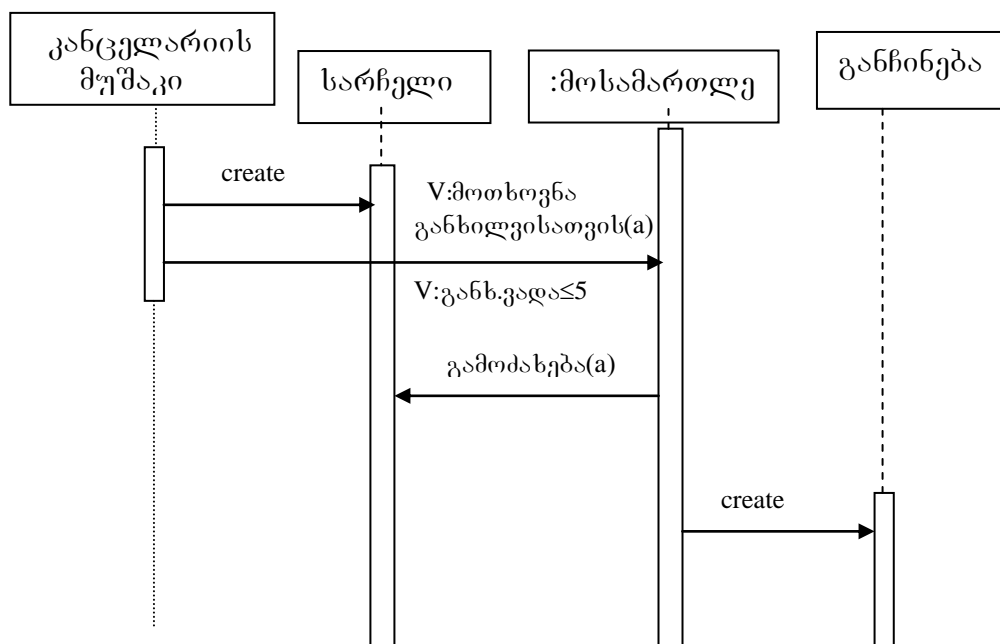 კანცელარიის
მუშაკი
სარჩელი
:მოსამართლე
განჩინება
create
V:მოთხოვნა
განხილვისათვის(a)
V:განხ.ვადა≤5
გამოძახება(a)
create